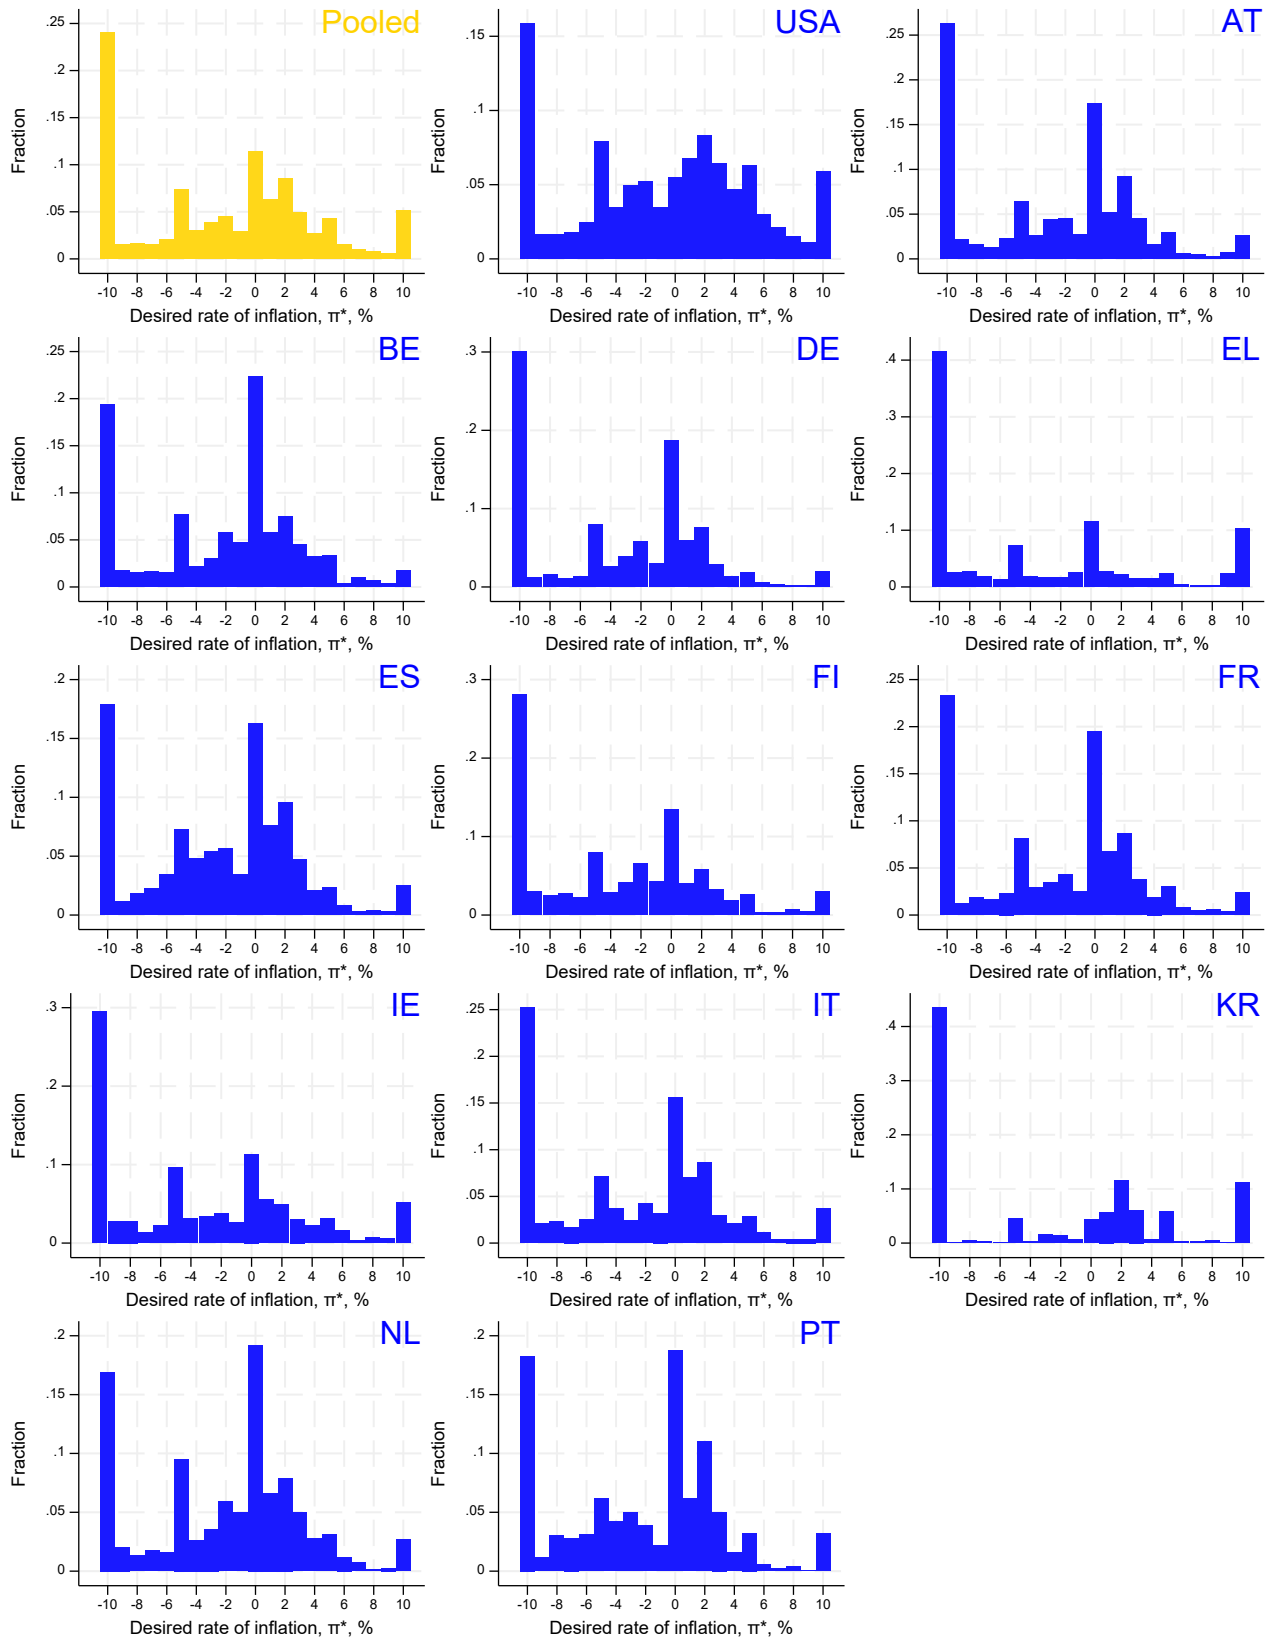 Pooled
.25
.2
.15
.1
.05
0
Fraction
-10 -8 -6 -4 -2 0 2 4 6 8 10
Desired rate of inflation, π*, %
USA
.15
.1
.05
0
Fraction
-10 -8 -6 -4 -2 0 2 4 6 8 10
Desired rate of inflation, π*, %
AT
.25
.2
.15
.1
.05
0
Fraction
-10 -8 -6 -4 -2 0 2 4 6 8 10
Desired rate of inflation, π*, %
BE
.25
.2
.15
.1
.05
0
Fraction
-10 -8 -6 -4 -2 0 2 4 6 8 10
Desired rate of inflation, π*, %
DE
.3
.2
.1
0
Fraction
-10 -8 -6 -4 -2 0 2 4 6 8 10
Desired rate of inflation, π*, %
EL
.4
.3
.2
.1
0
Fraction
-10 -8 -6 -4 -2 0 2 4 6 8 10
Desired rate of inflation, π*, %
ES
.2
.15
.1
.05
0
Fraction
-10 -8 -6 -4 -2 0 2 4 6 8 10
Desired rate of inflation, π*, %
FI
.3
.2
.1
0
Fraction
-10 -8 -6 -4 -2 0 2 4 6 8 10
Desired rate of inflation, π*, %
FR
.25
.2
.15
.1
.05
0
Fraction
-10 -8 -6 -4 -2 0 2 4 6 8 10
Desired rate of inflation, π*, %
IE
.3
.2
.1
0
Fraction
-10 -8 -6 -4 -2 0 2 4 6 8 10
Desired rate of inflation, π*, %
IT
.25
.2
.15
.1
.05
0
Fraction
-10 -8 -6 -4 -2 0 2 4 6 8 10
Desired rate of inflation, π*, %
KR
.4
.3
.2
.1
0
Fraction
-10 -8 -6 -4 -2 0 2 4 6 8 10
Desired rate of inflation, π*, %
NL
.2
.15
.1
.05
0
Fraction
-10 -8 -6 -4 -2 0 2 4 6 8 10
Desired rate of inflation, π*, %
PT
.2
.15
.1
.05
0
Fraction
-10 -8 -6 -4 -2 0 2 4 6 8 10
Desired rate of inflation, π*, %